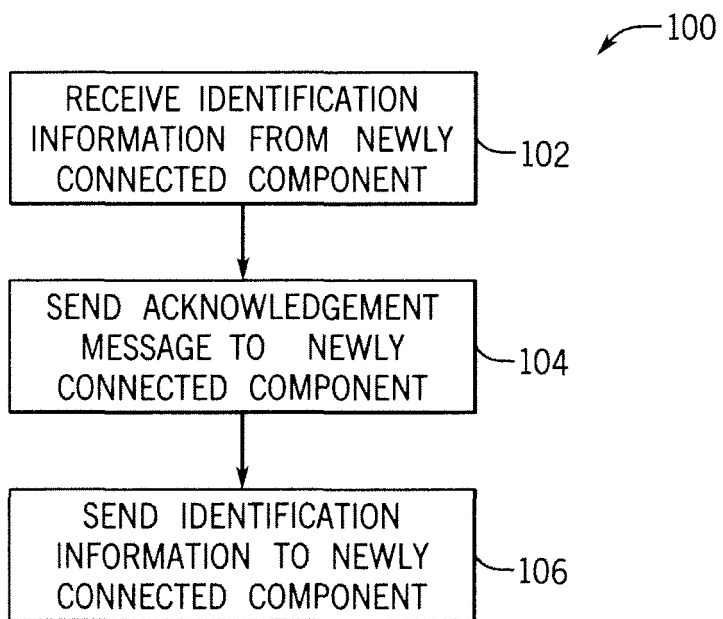 100
RECEIVE IDENTIFICATION
INFORMATION FROM NEWLY
CONNECTED COMPONENT
102
SEND ACKNOWLEDGEMENT
MESSAGE TO NEWLY
CONNECTED COMPONENT
104
SEND IDENTIFICATION
INFORMATION TO NEWLY
CONNECTED COMPONENT
106